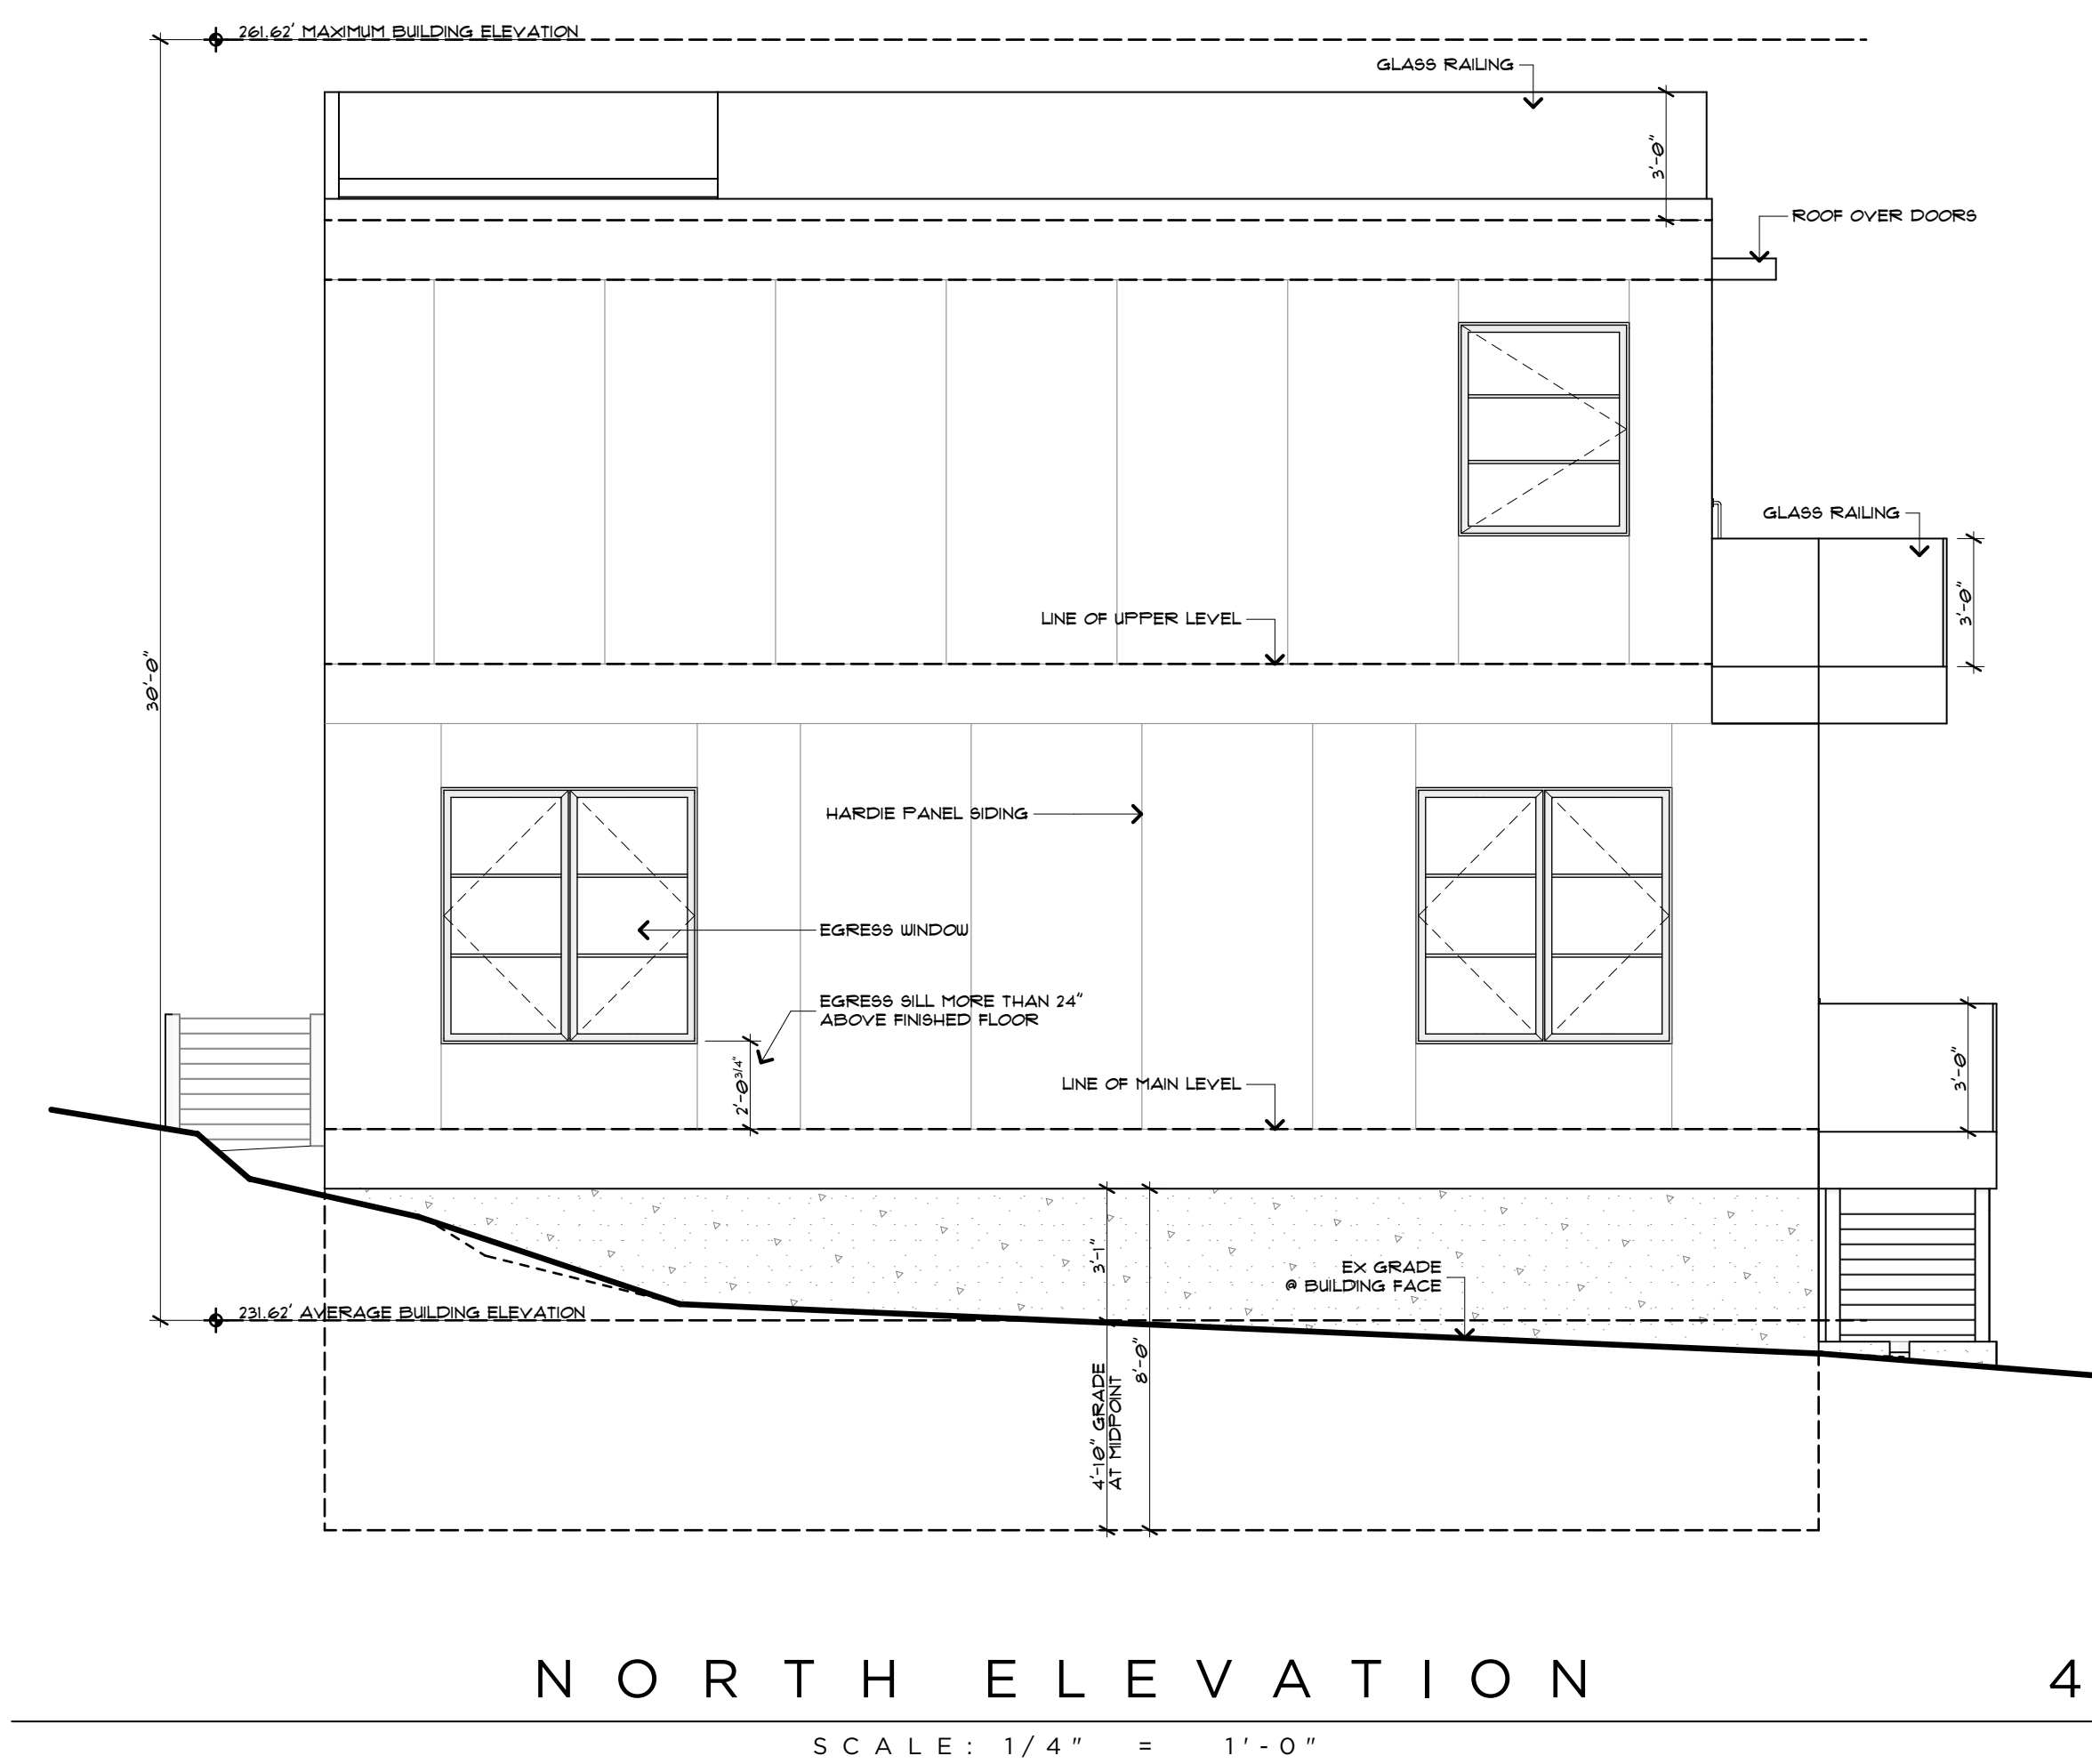 261.62' MAXIMUM BUILDING ELEVATION
GLASS RAILING
3'-0"
ROOF OVER DOORS
GLASS RAILING
3'-0"
LINE OF UPPER LEVEL
30'-0"
HARDIE PANEL SIDING
EGRESS WINDOW
EGRESS SILL MORE THAN 24"
ABOVE FINISHED FLOOR
2'-0 3/4"
LINE OF MAIN LEVEL
3'-0"
3'-1"
EX GRADE
@ BUILDING FACE
231.62' AVERAGE BUILDING ELEVATION
8'-0"
4'-10" GRADE
AT MIDPOINT
NORTH ELEVATION
4
SCALE: 1/4" = 1'-0"